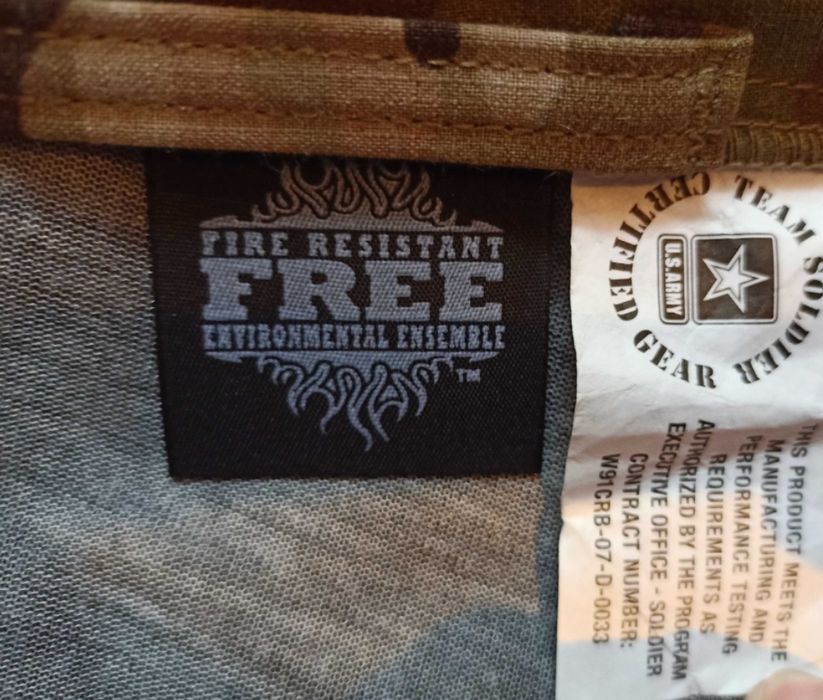 FIRE RESISTANT
FREE
ENVIRONMENTAL ENSEMBLE
™
TEAM SOLDIER
CERTIFIED GEAR
U.S.ARMY
THIS PRODUCT MEETS THE
MANUFACTURING AND
PERFORMANCE TESTING
REQUIREMENTS AS
AUTHORIZED BY THE PROGRAM
EXECUTIVE OFFICE - SOLDIER
CONTRACT NUMBER:
W91CRB-07-D-0033